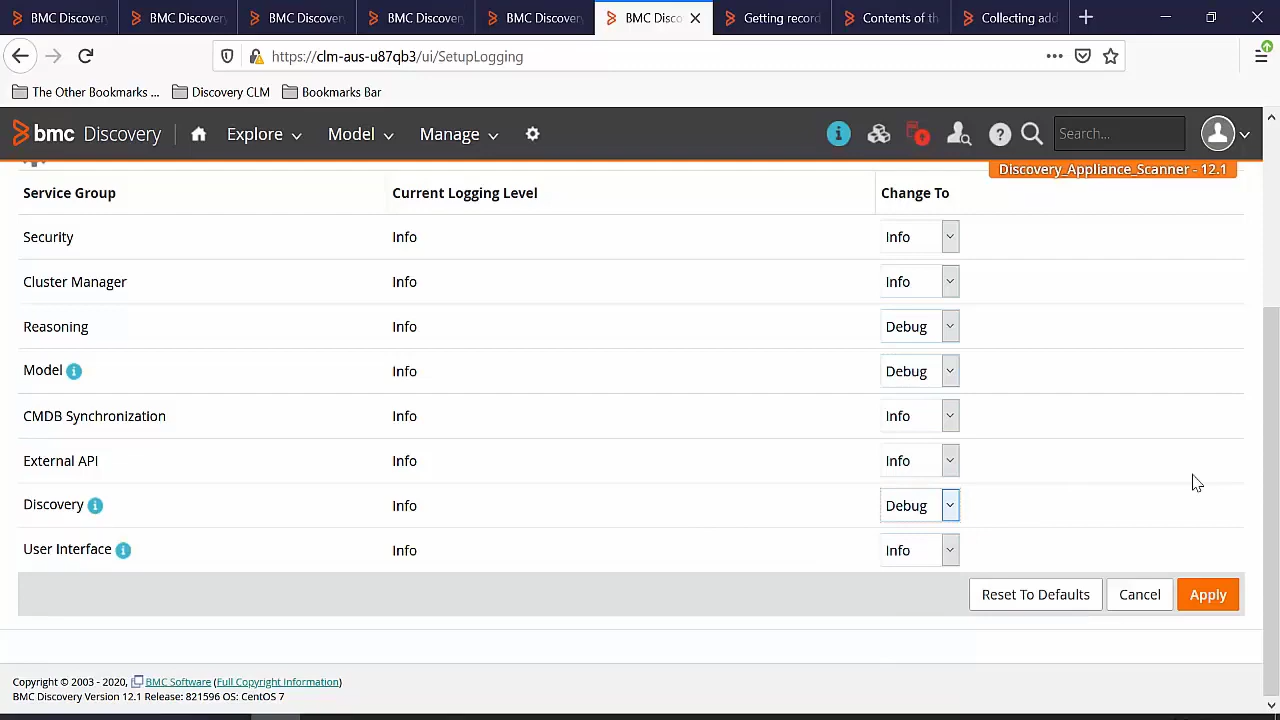 BMC Discovery
BMC Discovery
BMC Discovery
BMC Discovery
BMC Discovery
BMC Disco
Getting record
Contents of th
Collecting add
https://clm-aus-u87qb3/ui/SetupLogging
The Other Bookmarks ...
Discovery CLM
Bookmarks Bar
bmc Discovery
Explore
Model
Manage
Search...
Discovery_Appliance_Scanner - 12.1
Service Group Current Logging Level Change To
Security Info Info
Cluster Manager Info Info
Reasoning Info Debug
Model Info Debug
CMDB Synchronization Info Info
External API Info Info
Discovery Info Debug
User Interface Info Info
Reset To Defaults Cancel Apply
Copyright © 2003 - 2020, BMC Software (Full Copyright Information)
BMC Discovery Version 12.1 Release: 821596 OS: CentOS 7